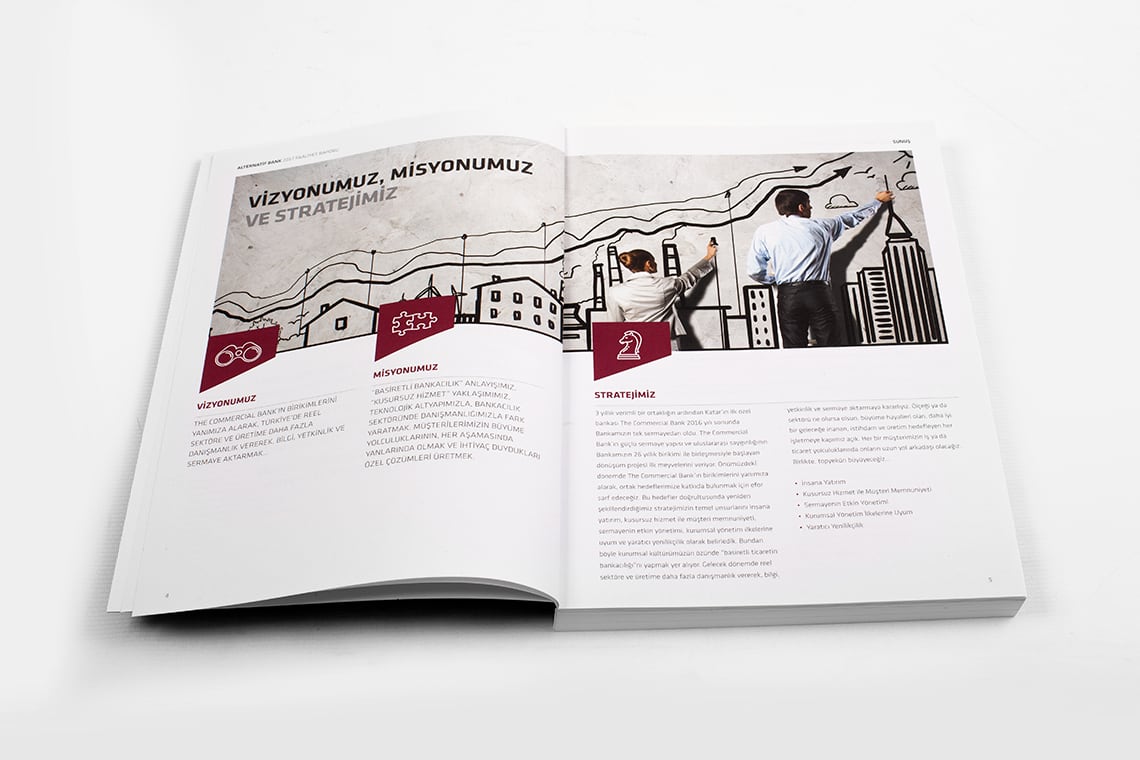 ALTERNATİF BANK 2017 FAALİYET RAPORU
SUNUŞ
VİZYONUMUZ, MİSYONUMUZ
VE STRATEJİMİZ
VİZYONUMUZ
THE COMMERCIAL BANK'IN BİRİKİMLERİNİ
YANIMIZA ALARAK, TÜRKİYE'DE REEL
SEKTÖRE VE ÜRETİME DAHA FAZLA
DANIŞMANLIK VEREREK, BİLGİ, YETKİNLİK VE
SERMAYE AKTARMAK...
MİSYONUMUZ
"BASİRETLİ BANKACILIK" ANLAYIŞIMIZ,
"KUSURSUZ HİZMET" YAKLAŞIMIMIZ,
TEKNOLOJİK ALTYAPIMIZLA, BANKACILIK
SEKTÖRÜNDE DANIŞMANLIĞIMIZLA FARK
YARATMAK. MÜŞTERİLERİMİZİN BÜYÜME
YOLCULUKLARININ, HER AŞAMASINDA
YANLARINDA OLMAK VE İHTİYAÇ DUYDUKLARI
ÖZEL ÇÖZÜMLERİ ÜRETMEK.
STRATEJİMİZ
3 yıllık verimli bir ortaklığın ardından Katar'ın ilk özel
bankası The Commercial Bank 2016 yılı sonunda
Bankamızın tek sermayedarı oldu. The Commercial
Bank'ın güçlü sermaye yapısı ve uluslararası saygınlığının
Bankamızın 26 yıllık birikimi ile birleşmesiyle başlayan
dönüşüm projesi ilk meyvelerini veriyor. Önümüzdeki
dönemde The Commercial Bank'ın birikimlerini yanımıza
alarak, ortak hedeflerimize katkıda bulunmak için efor
sarf edeceğiz. Bu hedefler doğrultusunda yeniden
şekillendirdiğimiz stratejimizin temel unsurlarını insana
yatırım, kusursuz hizmet ile müşteri memnuniyeti,
sermayenin etkin yönetimi, kurumsal yönetim ilkelerine
uyum ve yaratıcı yenilikçilik olarak belirledik. Bundan
böyle kurumsal kültürümüzün özünde "basiretli ticaretin
bankacılığı"nı yapmak yer alıyor. Gelecek dönemde reel
sektöre ve üretime daha fazla danışmanlık vererek, bilgi,
yetkinlik ve sermaye aktarmaya kararlıyız. Ölçeği ya da
sektörü ne olursa olsun, büyüme hayalleri olan, daha iyi
bir geleceğe inanan, istihdam ve üretim hedefleyen her
işletmeye kapımız açık. Her bir müşterimizin iş ya da
ticaret yolculuklarında onların uzun yol arkadaşı olacağız.
Birlikte, topyekûn büyüyeceğiz...
• İnsana Yatırım
• Kusursuz Hizmet ile Müşteri Memnuniyeti
• Sermayenin Etkin Yönetimi
• Kurumsal Yönetim İlkelerine Uyum
• Yaratıcı Yenilikçilik
4
5